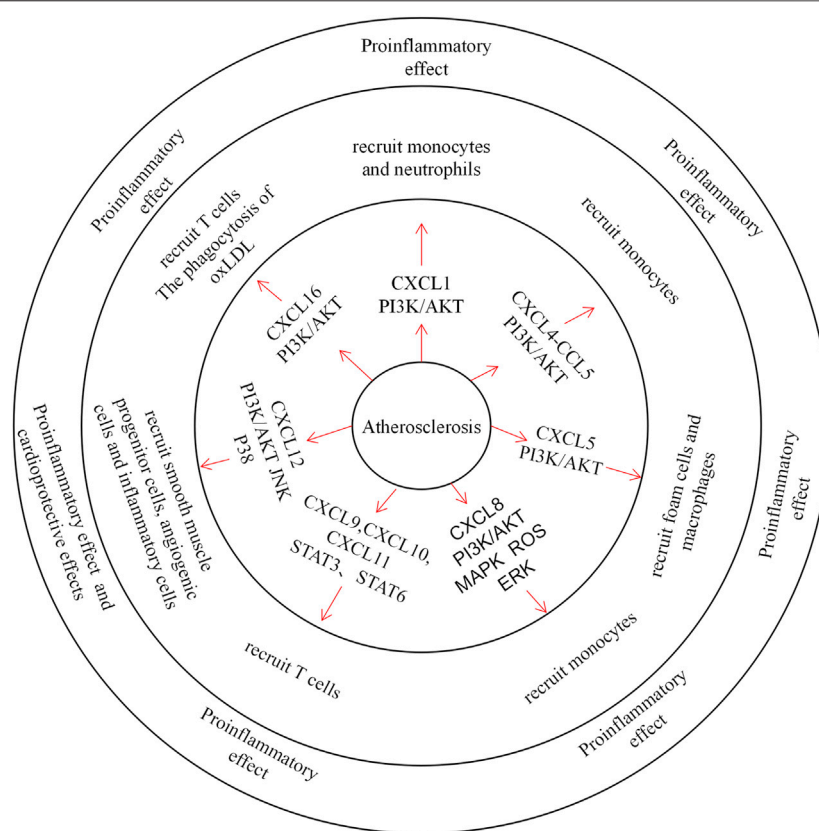 Proinflammatory
effect
Proinflammatory
effect
Proinflammatory
effect
recruit monocytes
and neutrophils
recruit T cells
The phagocytosis of
oxLDL
recruit monocytes
CXCL1
PI3K/AKT
CXCL16
PI3K/AKT
CXCL4-CCL5
PI3K/AKT
Atherosclerosis
CXCL5
PI3K/AKT
CXCL12
PI3K/AKT JNK
P38
CXCL8
PI3K/AKT
MAPK ROS
ERK
CXCL9,CXCL10,
CXCL11
STAT3、STAT6
recruit foam cells and
macrophages
Proinflammatory
effect
recruit smooth muscle
progenitor cells, angiogenic
cells and inflammatory cells
Proinflammatory effect and
cardioprotective effects
recruit T cells
recruit monocytes
Proinflammatory
effect
Proinflammatory
effect